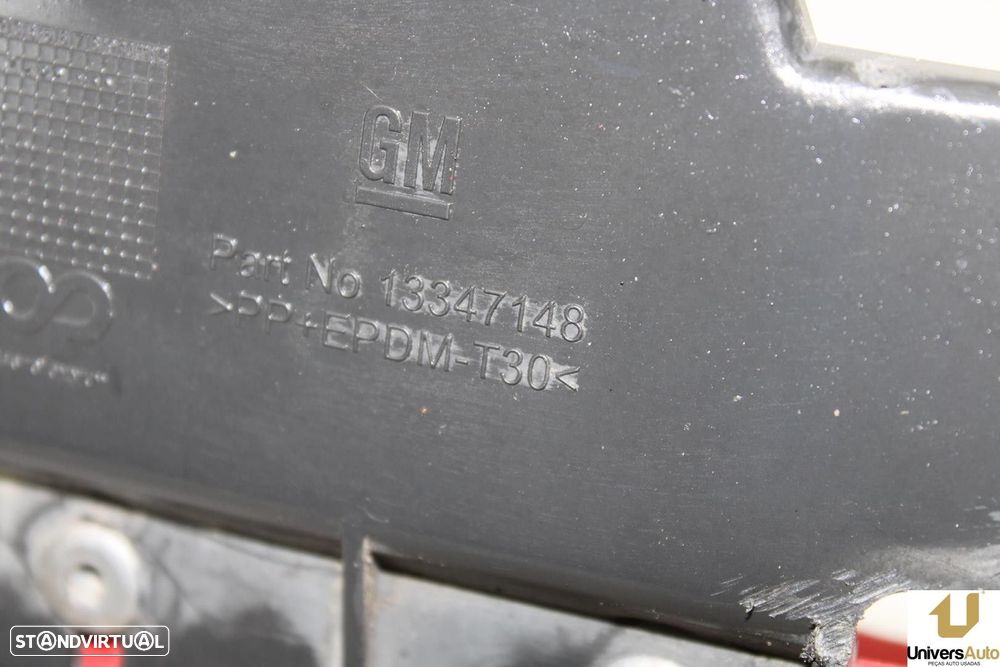 GM
Part No 13347148
>PP+EPDM-T30<
STANDVIRTUAL
UniversAuto
PEÇAS AUTO USADAS